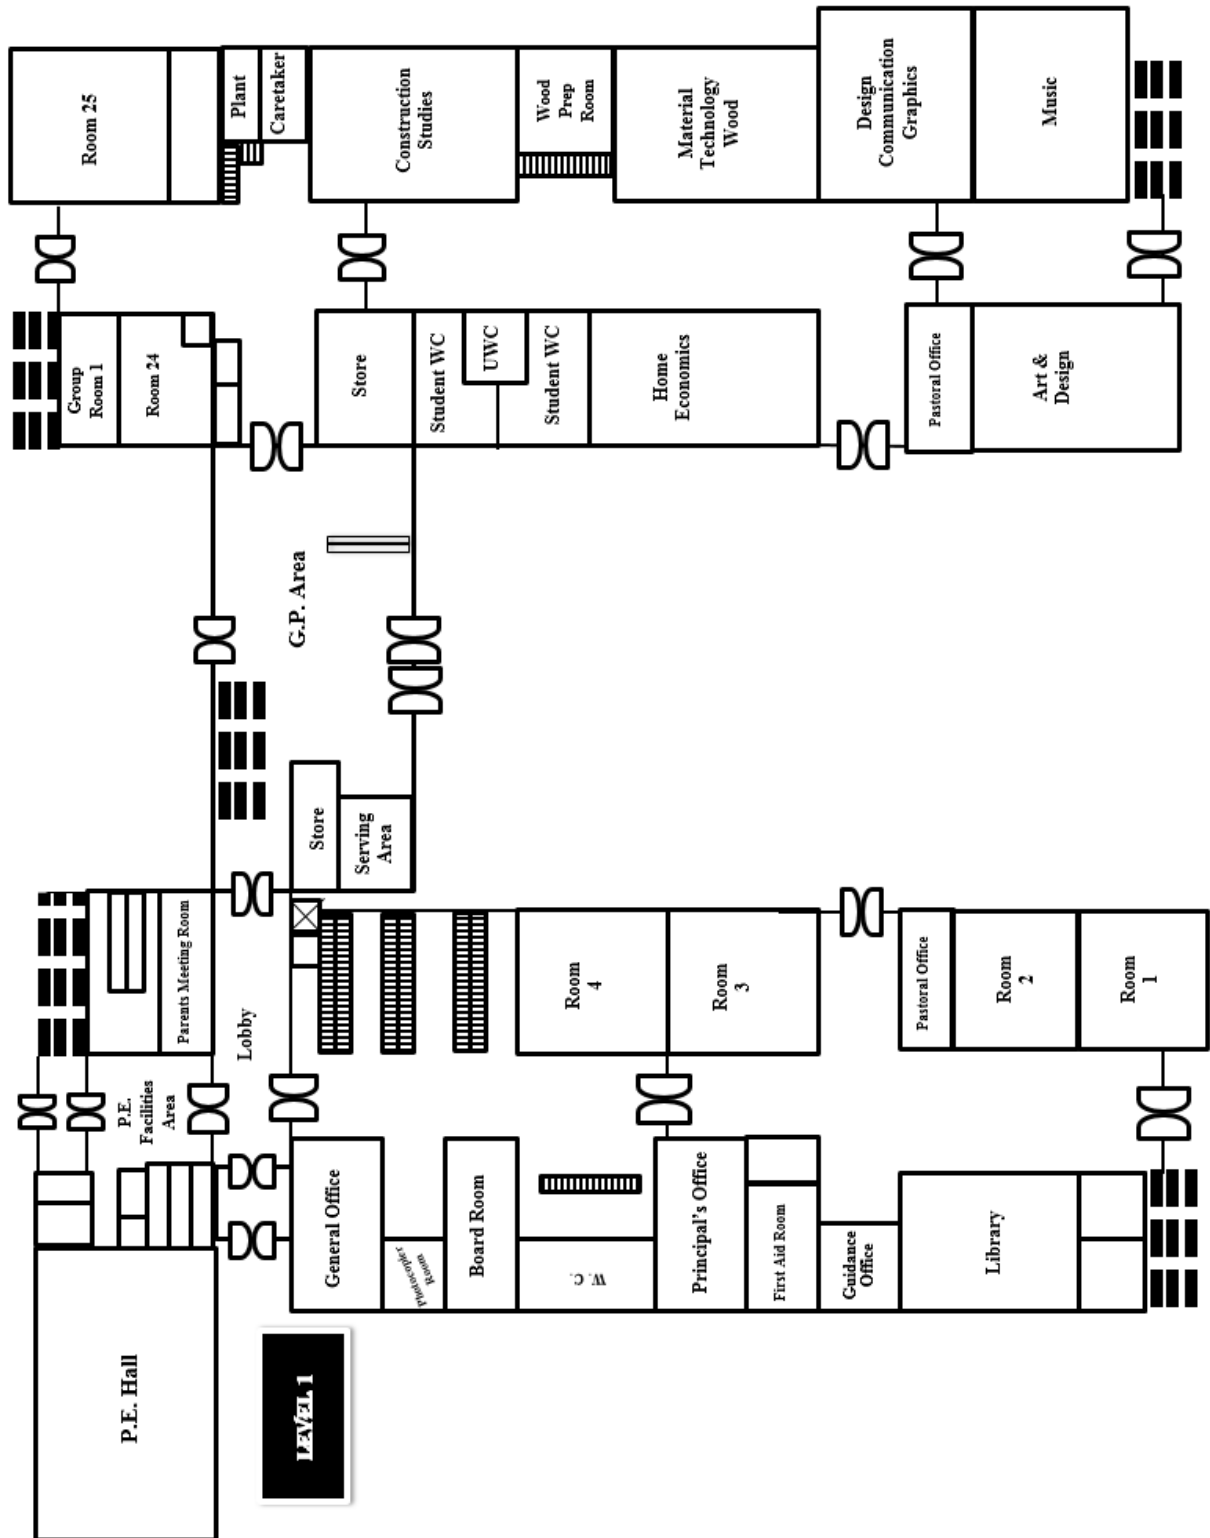 Room 25
Plant
Caretaker
Construction
Studies
Wood
Prep
Room
Material
Technology
Wood
Design
Communication
Graphics
Music
Group
Room 1
Room 24
Store
Student WC
UWC
Student WC
Home
Economics
Pastoral Office
Art &
Design
G.P. Area
Store
Serving
Area
Parents Meeting Room
Lobby
Room
4
Room
3
Pastoral Office
Room
2
Room
1
P.E.
Facilities
Area
General Office
Photocopier
Room
Board Room
W. C.
Principal's Office
First Aid Room
Guidance
Office
Library
P.E. Hall
LEVEL 1